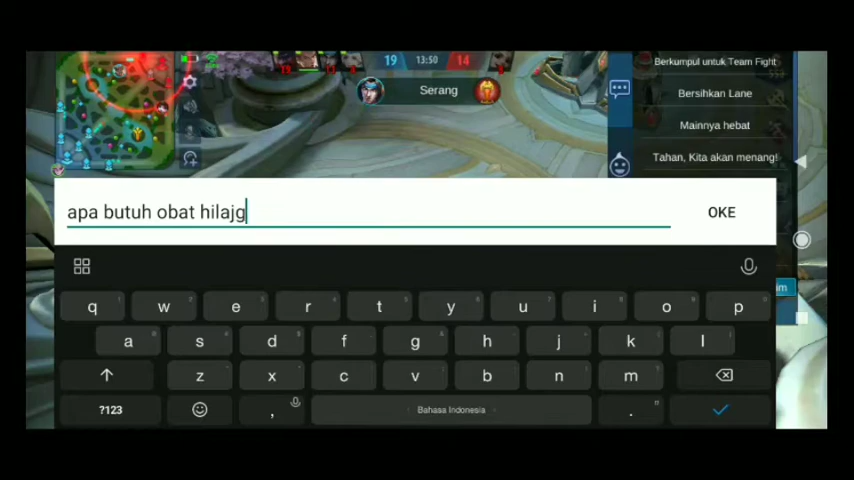 19 13:50 14
Serang
Berkumpul untuk Team Fight
Bersihkan Lane
Mainnya hebat
Tahan, Kita akan menang!
apa butuh obat hilajg
OKE
q w e r t y u i o p
a s d f g h j k l
z x c v b n m
?123 , Bahasa Indonesia .